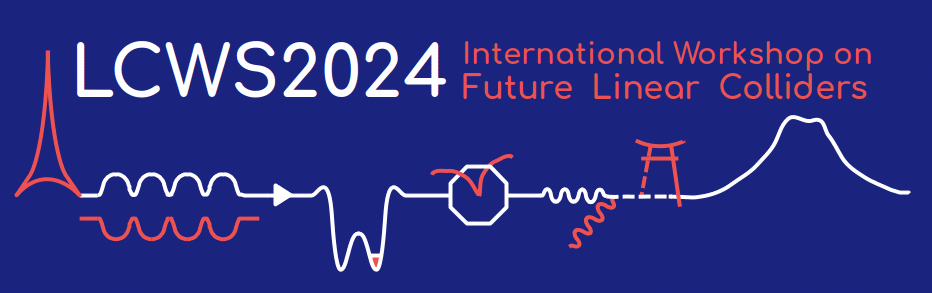 LCWS2024
International Workshop on
Future Linear Colliders